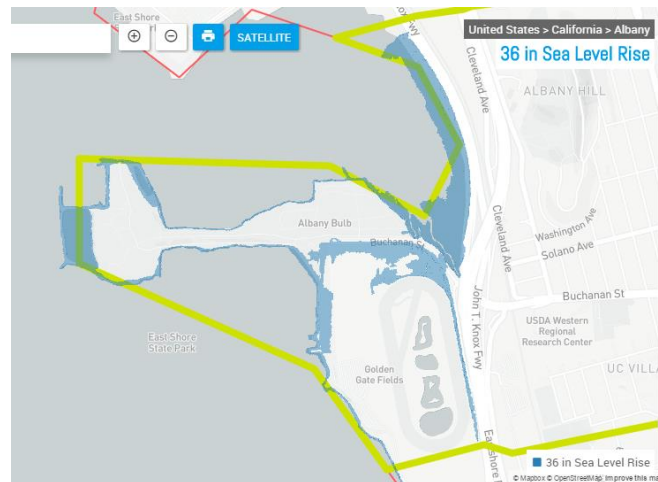 East Shore
SATELLITE
United States > California > Albany
36 in Sea Level Rise
Knox Fwy
Cleveland Ave
ALBANY HILL
Albany Bulb
Buchanan St
Cleveland Ave
Washington Ave
Solano Ave
Buchanan St
John T. Knox Fwy
USDA Western
Regional
Research Center
East Shore
State Park
Golden
Gate Fields
UC VILLA
36 in Sea Level Rise
© Mapbox © OpenStreetMap Improve this ma